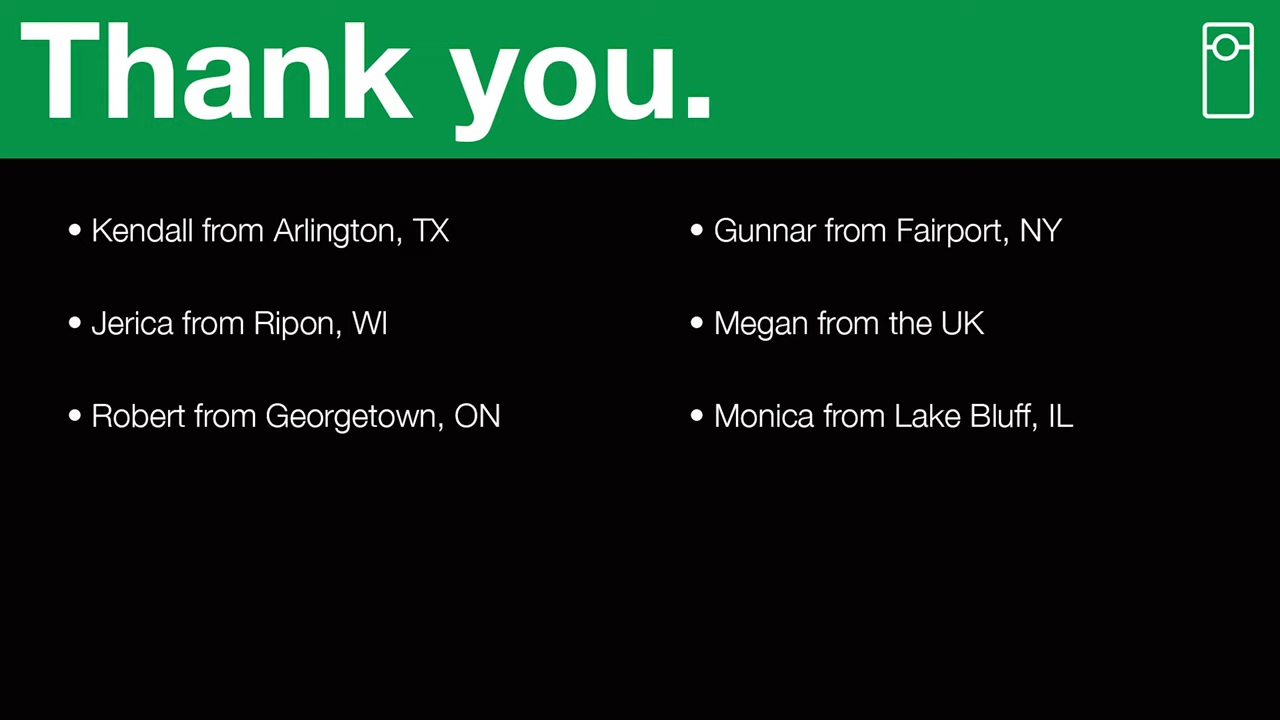 Thank you.
• Kendall from Arlington, TX
• Jerica from Ripon, WI
• Robert from Georgetown, ON
• Gunnar from Fairport, NY
• Megan from the UK
• Monica from Lake Bluff, IL